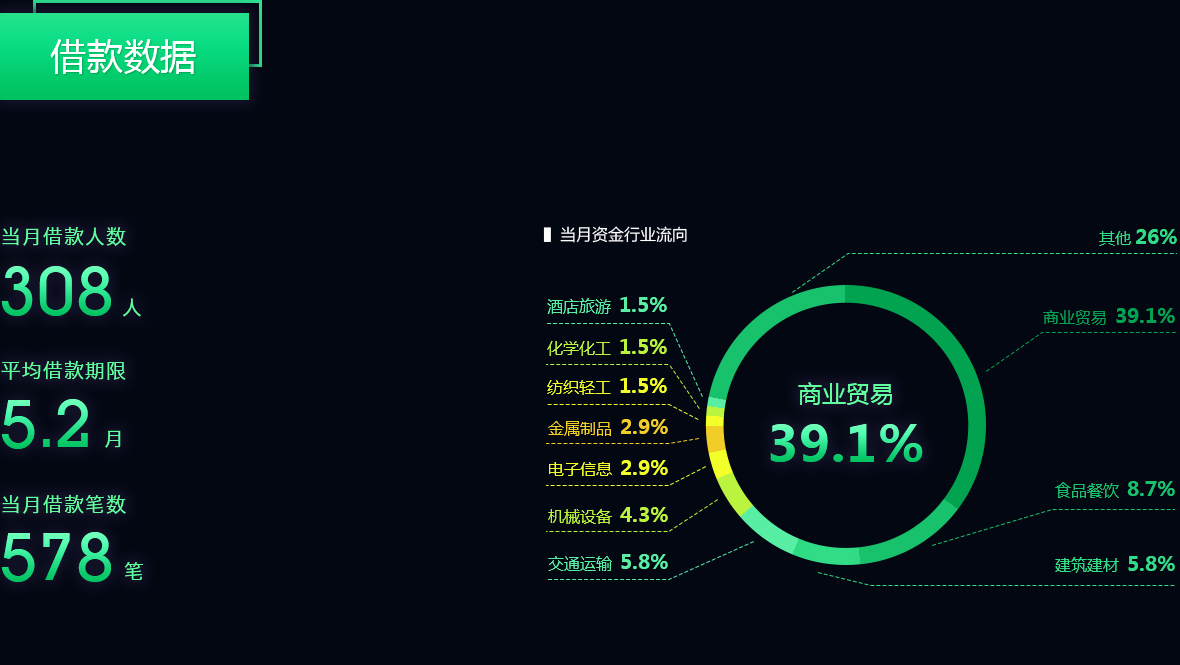 借款数据
当月借款人数
308 人
平均借款期限
5.2 月
当月借款笔数
578 笔
当月资金行业流向
酒店旅游 1.5%
化学化工 1.5%
纺织轻工 1.5%
金属制品 2.9%
电子信息 2.9%
机械设备 4.3%
交通运输 5.8%
商业贸易
39.1%
其他 26%
商业贸易 39.1%
食品餐饮 8.7%
建筑建材 5.8%